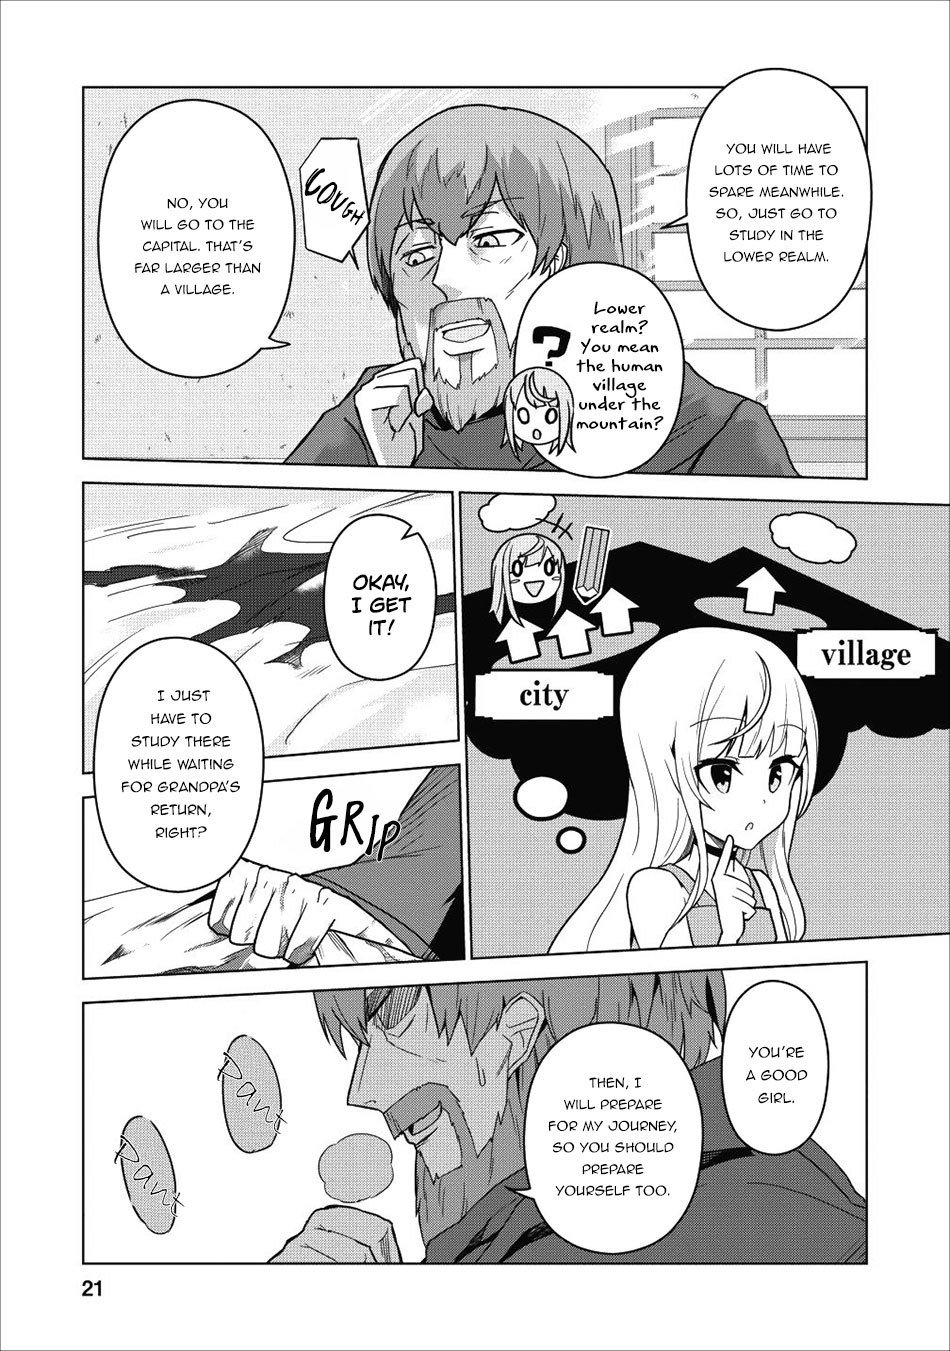 YOU WILL HAVE
LOTS OF TIME TO
SPARE MEANWHILE.
SO, JUST GO TO
STUDY IN THE
LOWER REALM.
Lower
realm?
You mean
the human
village
under the
mountain?
?
COUGH
NO, YOU
WILL GO TO THE
CAPITAL. THAT'S
FAR LARGER THAN
A VILLAGE.
village
city
OKAY,
I GET
IT!
I JUST
HAVE TO
STUDY THERE
WHILE WAITING
FOR GRANDPA'S
RETURN,
RIGHT?
GRIP
YOU'RE
A GOOD
GIRL.
THEN, I
WILL PREPARE
FOR MY JOURNEY,
SO YOU SHOULD
PREPARE
YOURSELF TOO.
Pant
Pant
21